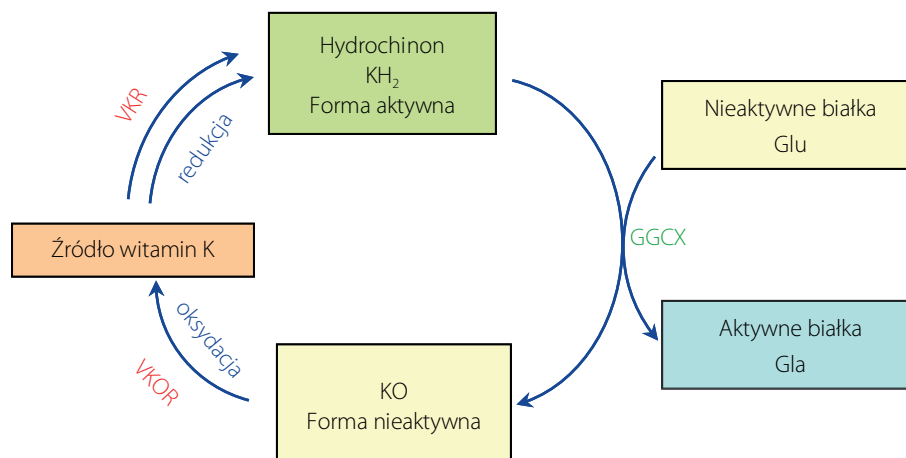 Hydrochinon
KH₂
Forma aktywna
VKR
redukcja
Nieaktywne białka
Glu
Źródło witamin K
GGCX
oksydacja
VKOR
Aktywne białka
Gla
KO
Forma nieaktywna